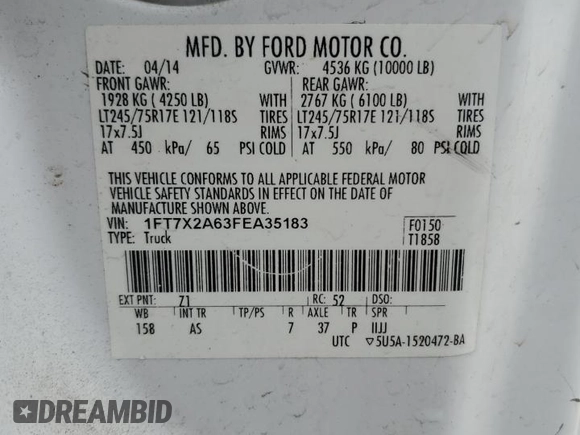 MFD. BY FORD MOTOR CO.
DATE: 04/14 GVWR: 4536 KG (10000 LB)
FRONT GAWR: REAR GAWR:
1928 KG ( 4250 LB) WITH 2767 KG ( 6100 LB) WITH
LT245/75R17E 121/118S TIRES LT245/75R17E 121/118S TIRES
17x7.5J RIMS 17x7.5J RIMS
AT 450 kPa/ 65 PSI COLD AT 550 kPa/ 80 PSI COLD
THIS VEHICLE CONFORMS TO ALL APPLICABLE FEDERAL MOTOR
VEHICLE SAFETY STANDARDS IN EFFECT ON THE DATE OF
MANUFACTURE SHOWN ABOVE.
VIN: 1FT7X2A63FEA35183 F0150
TYPE: Truck T1858
EXT PNT: Z1 RC: 52 DSO:
WB INT TR TP/PS R AXLE TR SPR
158 AS 7 37 P IIJJ
UTC ▽5U5A-1520472-BA
DREAMBID